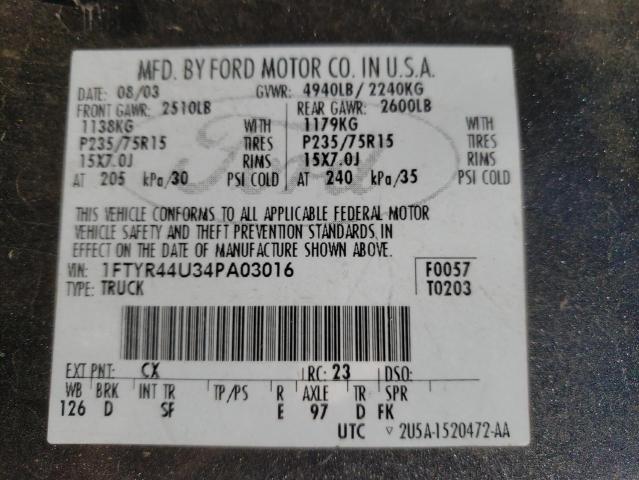 MFD. BY FORD MOTOR CO. IN U.S.A.
DATE: 08/03 GVWR: 4940LB/ 2240KG
FRONT GAWR: 2510LB REAR GAWR: 2600LB
1138KG WITH 1179KG WITH
P235/75R15 TIRES P235/75R15 TIRES
15X7.0J RIMS 15X7.0J RIMS
AT 205 kPa/30 PSI COLD AT 240 kPa/35 PSI COLD
Ford
THIS VEHICLE CONFORMS TO ALL APPLICABLE FEDERAL MOTOR
VEHICLE SAFETY AND THEFT PREVENTION STANDARDS IN
EFFECT ON THE DATE OF MANUFACTURE SHOWN ABOVE.
VIN: 1FTYR44U34PA03016 F0057
TYPE: TRUCK T0203
EXT PNT: CX RC: 23 DSO:
WB BRK INT TR TP/PS R AXLE TR SPR
126 D SF E 97 D FK
UTC ▽ 2U5A-1520472-AA